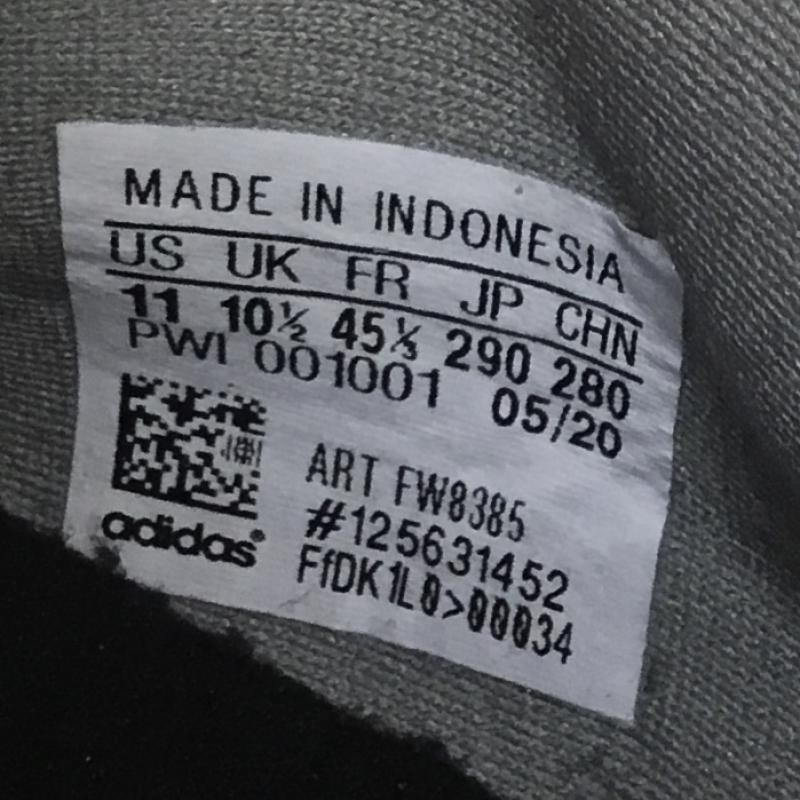 MADE IN INDONESIA
US UK FR JP CHN
11 10½ 45⅓ 290 280
PWI 001001 05/20
ART FW8385
#125631452
FfDK1L0>00034
adidas